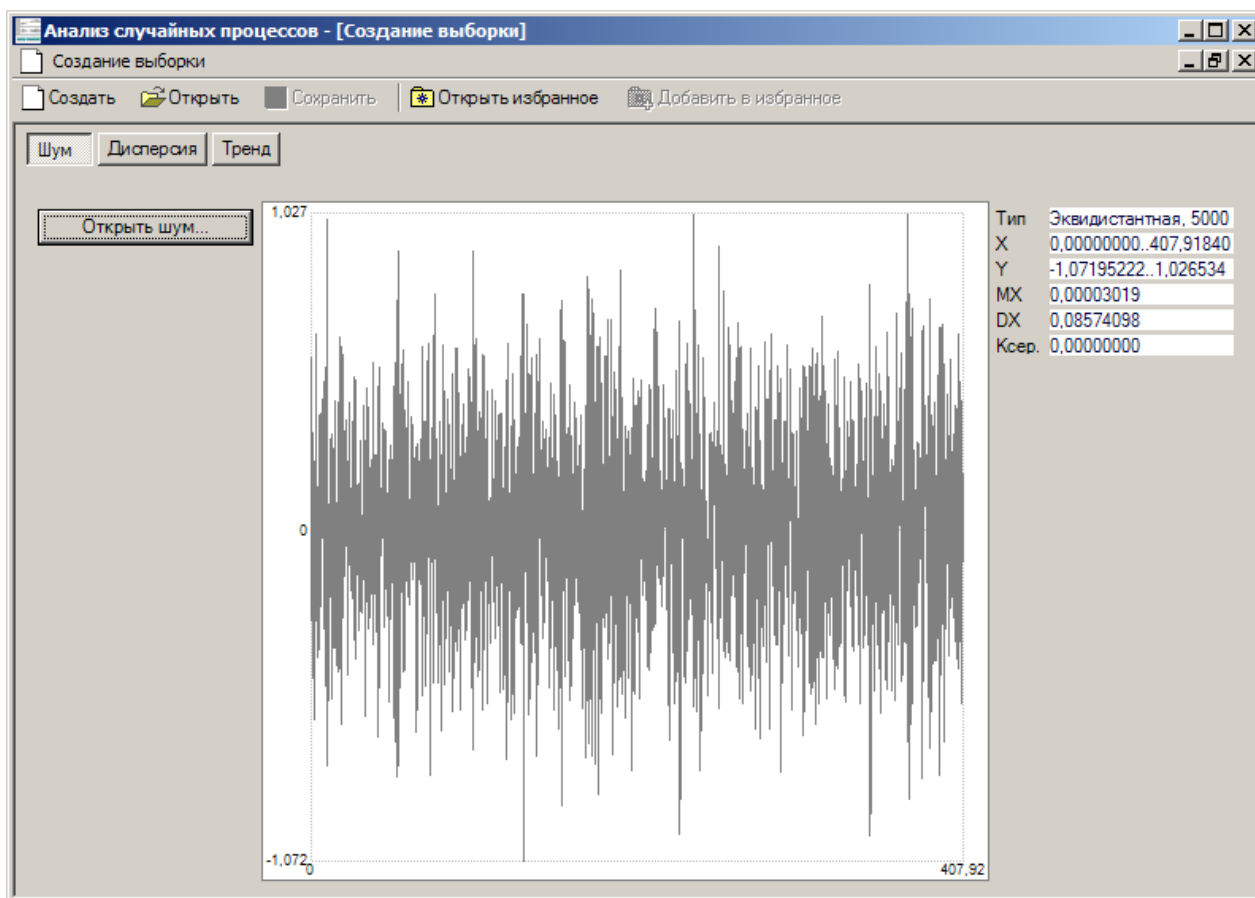 Анализ случайных процессов - [Создание выборки]
Создание выборки
Создать Открыть Сохранить Открыть избранное Добавить в избранное
Шум Дисперсия Тренд
Открыть шум...
1,027
0
-1,072
0
407,92
Тип Эквидистантная, 5000
X 0,00000000..407,91840
Y -1,07195222..1,026534
MX 0,00003019
DX 0,08574098
Ксер. 0,00000000